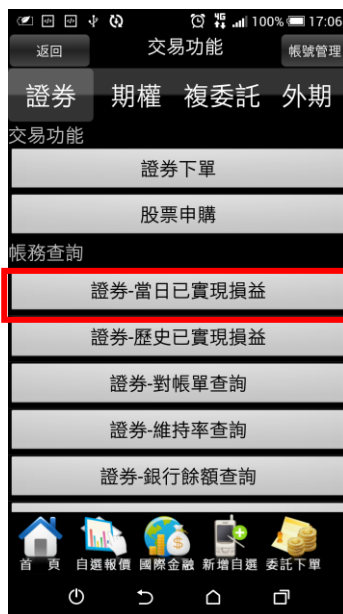 4G 100% 17:06
返回 交易功能 帳號管理
證券 期權 複委託 外期
交易功能
證券下單
股票申購
帳務查詢
證券-當日已實現損益
證券-歷史已實現損益
證券-對帳單查詢
證券-維持率查詢
證券-銀行餘額查詢
首 頁 自選報價 國際金融 新增自選 委託下單